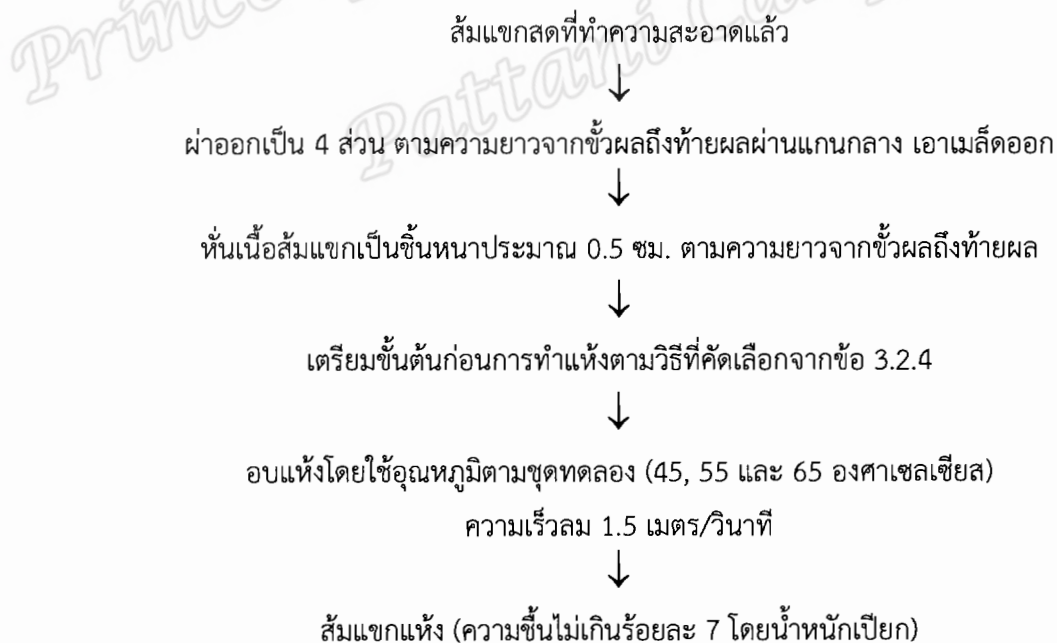 ส้มแขกสดที่ทำความสะอาดแล้ว
↓
ผ่าออกเป็น 4 ส่วน ตามความยาวจากขั้วผลถึงท้ายผลผ่านแกนกลาง เอาเมล็ดออก
↓
หั่นเนื้อส้มแขกเป็นชิ้นหนาประมาณ 0.5 ซม. ตามความยาวจากขั้วผลถึงท้ายผล
↓
เตรียมขั้นต้นก่อนการทำแห้งตามวิธีที่คัดเลือกจากข้อ 3.2.4
↓
อบแห้งโดยใช้อุณหภูมิตามชุดทดลอง (45, 55 และ 65 องศาเซลเซียส)
ความเร็วลม 1.5 เมตร/วินาที
↓
ส้มแขกแห้ง (ความชื้นไม่เกินร้อยละ 7 โดยน้ำหนักเปียก)
Pattani